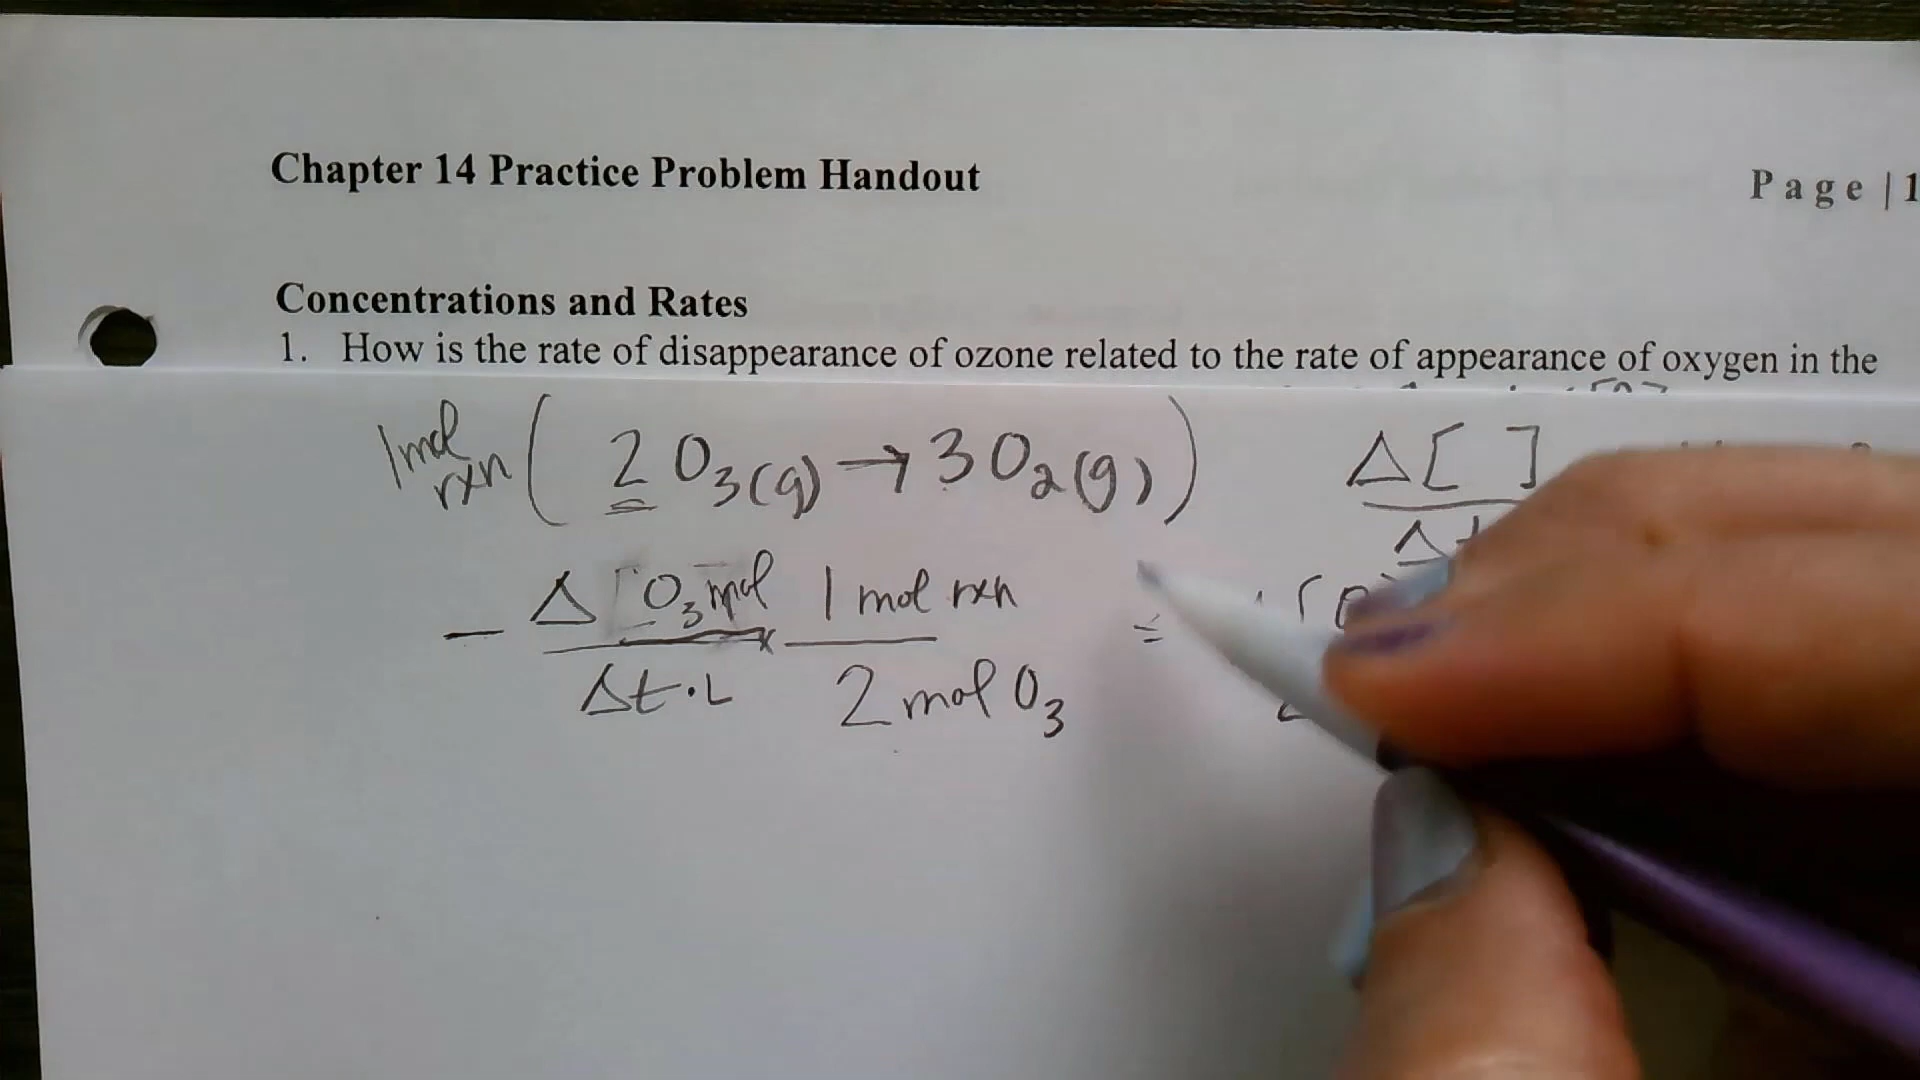 Chapter 14 Practice Problem Handout
Page | 1
Concentrations and Rates
1. How is the rate of disappearance of ozone related to the rate of appearance of oxygen in the
1 mol rxn ( 2 O₃(g) → 3 O₂(g) )
Δ[ ]
Δt
- Δ[O₃ mol × 1 mol rxn =
Δt · L 2 mol O₃